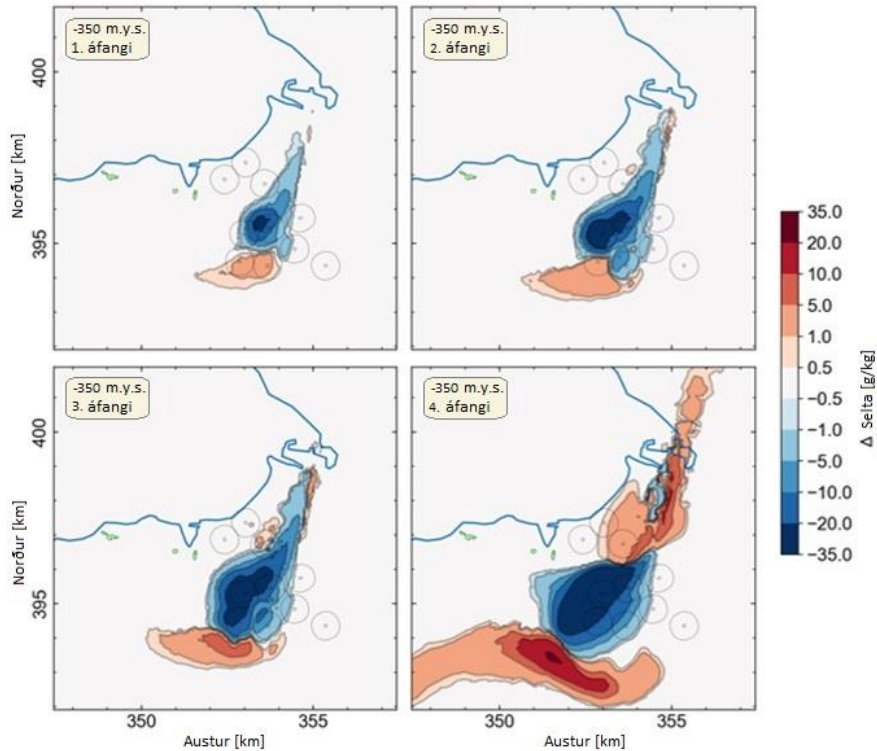 -350 m.y.s.
1. áfangi
-350 m.y.s.
2. áfangi
400
395
Norður [km]
35.0
20.0
10.0
5.0
1.0
0.5
-0.5
-1.0
-5.0
-10.0
-20.0
-35.0
Δ Selta [g/kg]
-350 m.y.s.
3. áfangi
-350 m.y.s.
4. áfangi
400
395
Norður [km]
350
355
350
355
Austur [km]
Austur [km]